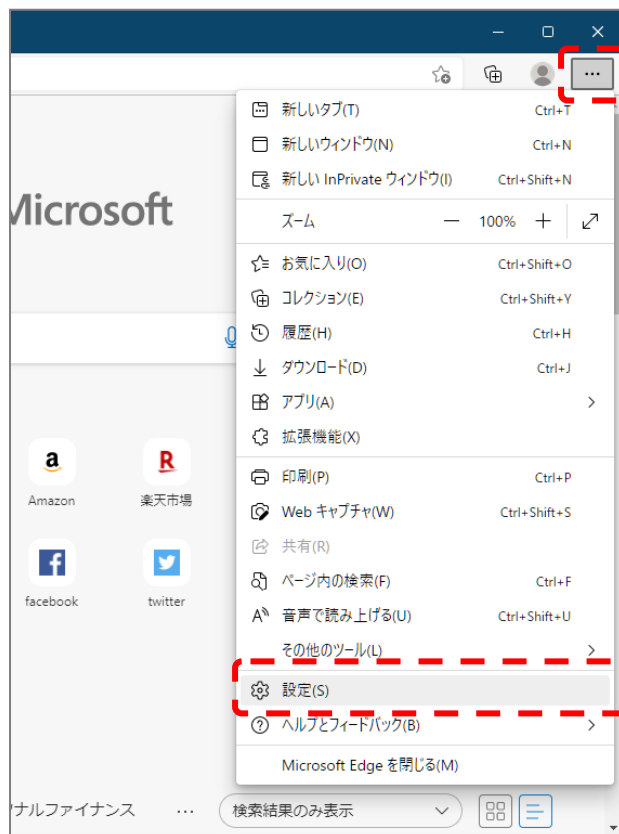 新しいタブ(T) Ctrl+T
新しいウィンドウ(N) Ctrl+N
新しい InPrivate ウィンドウ(I) Ctrl+Shift+N
Microsoft
ズーム 100%
お気に入り(O) Ctrl+Shift+O
コレクション(E) Ctrl+Shift+Y
履歴(H) Ctrl+H
ダウンロード(D) Ctrl+J
アプリ(A)
拡張機能(X)
a
R
印刷(P) Ctrl+P
Amazon
楽天市場
Web キャプチャ(W) Ctrl+Shift+S
共有(R)
f
ページ内の検索(F) Ctrl+F
facebook
twitter
音声で読み上げる(U) Ctrl+Shift+U
その他のツール(L)
設定(S)
ヘルプとフィードバック(B)
Microsoft Edge を閉じる(M)
ナルファイナンス ... 検索結果のみ表示